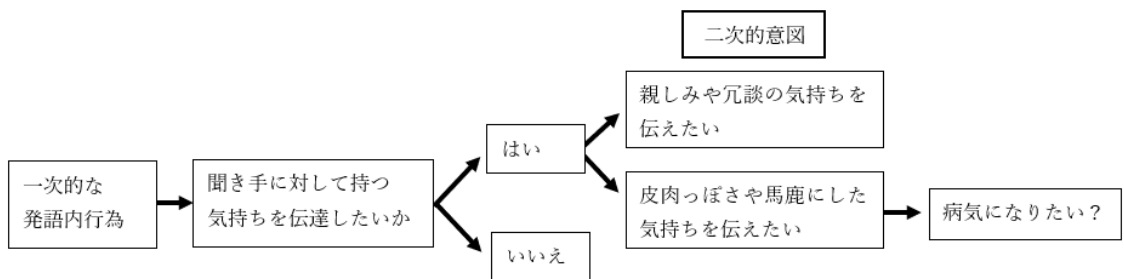 二次的意図
親しみや冗談の気持ちを
伝えたい
はい
一次的な
発語内行為
聞き手に対して持つ
気持ちを伝達したいか
皮肉っぽさや馬鹿にした
気持ちを伝えたい
病気になりたい？
いいえ